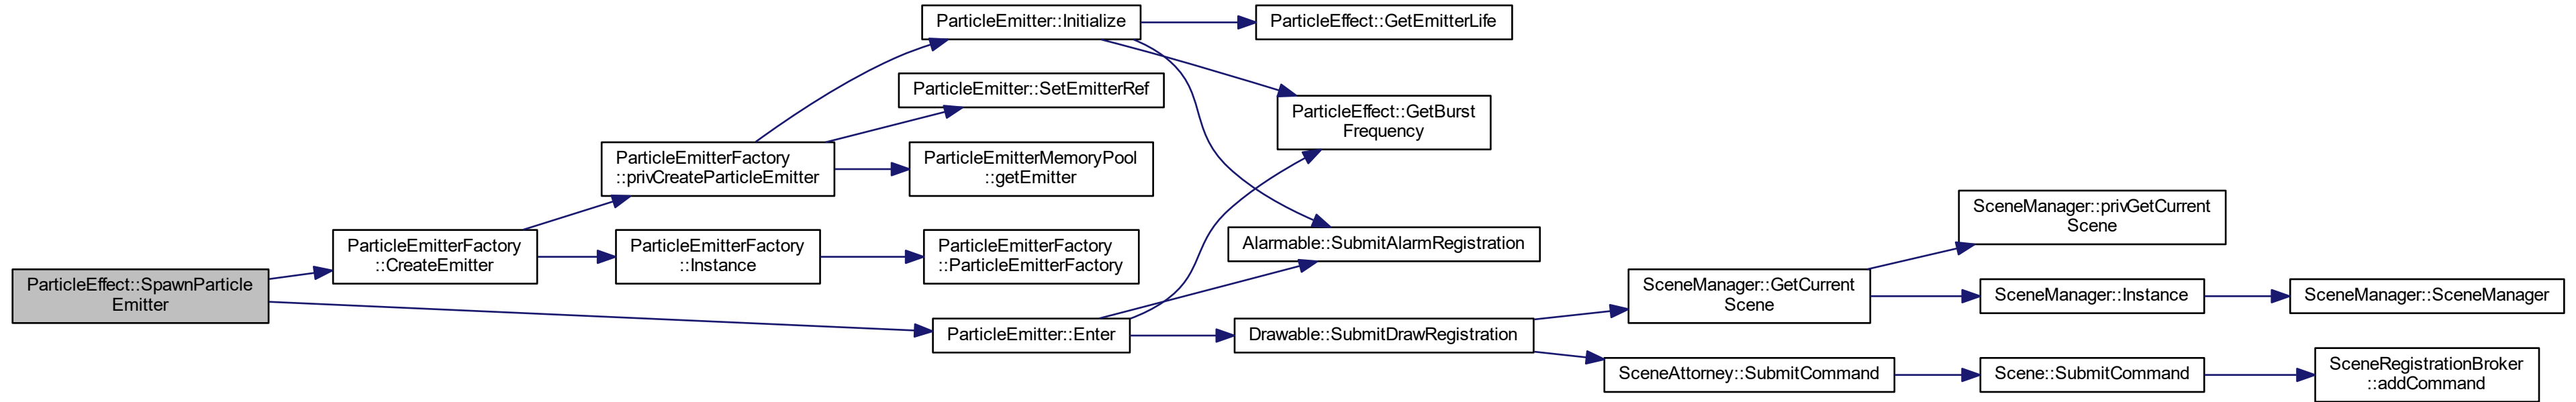 ParticleEffect::SpawnParticle
Emitter
ParticleEmitterFactory
::CreateEmitter
ParticleEmitterFactory
::privCreateParticleEmitter
ParticleEmitter::Initialize
ParticleEffect::GetEmitterLife
ParticleEmitter::SetEmitterRef
ParticleEffect::GetBurst
Frequency
ParticleEmitterMemoryPool
::getEmitter
ParticleEmitterFactory
::Instance
ParticleEmitterFactory
::ParticleEmitterFactory
Alarmable::SubmitAlarmRegistration
ParticleEmitter::Enter
Drawable::SubmitDrawRegistration
SceneManager::GetCurrent
Scene
SceneManager::privGetCurrent
Scene
SceneManager::Instance
SceneManager::SceneManager
SceneAttorney::SubmitCommand
Scene::SubmitCommand
SceneRegistrationBroker
::addCommand